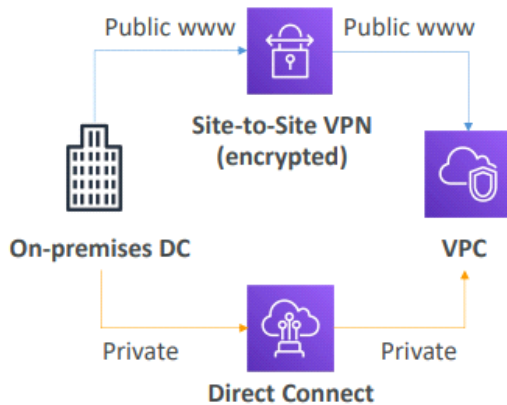 Public www
Public www
Site-to-Site VPN
(encrypted)
On-premises DC
VPC
Private
Private
Direct Connect